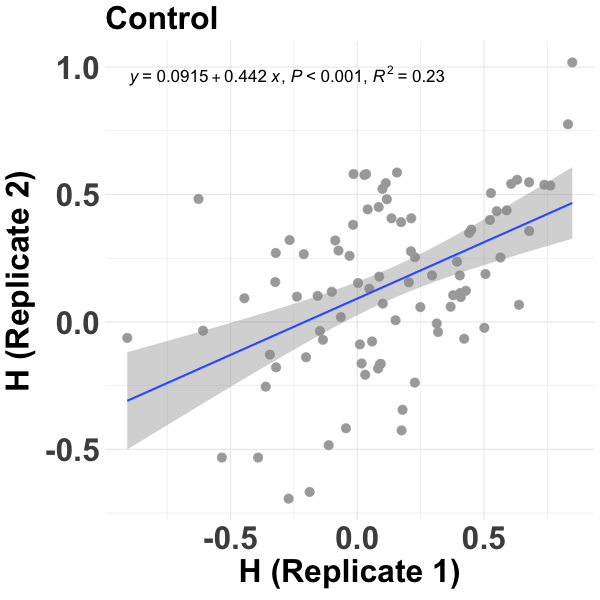 Control
y = 0.0915 + 0.442 x, P < 0.001, R² = 0.23
1.0
0.5
0.0
-0.5
H (Replicate 2)
-0.5 0.0 0.5
H (Replicate 1)